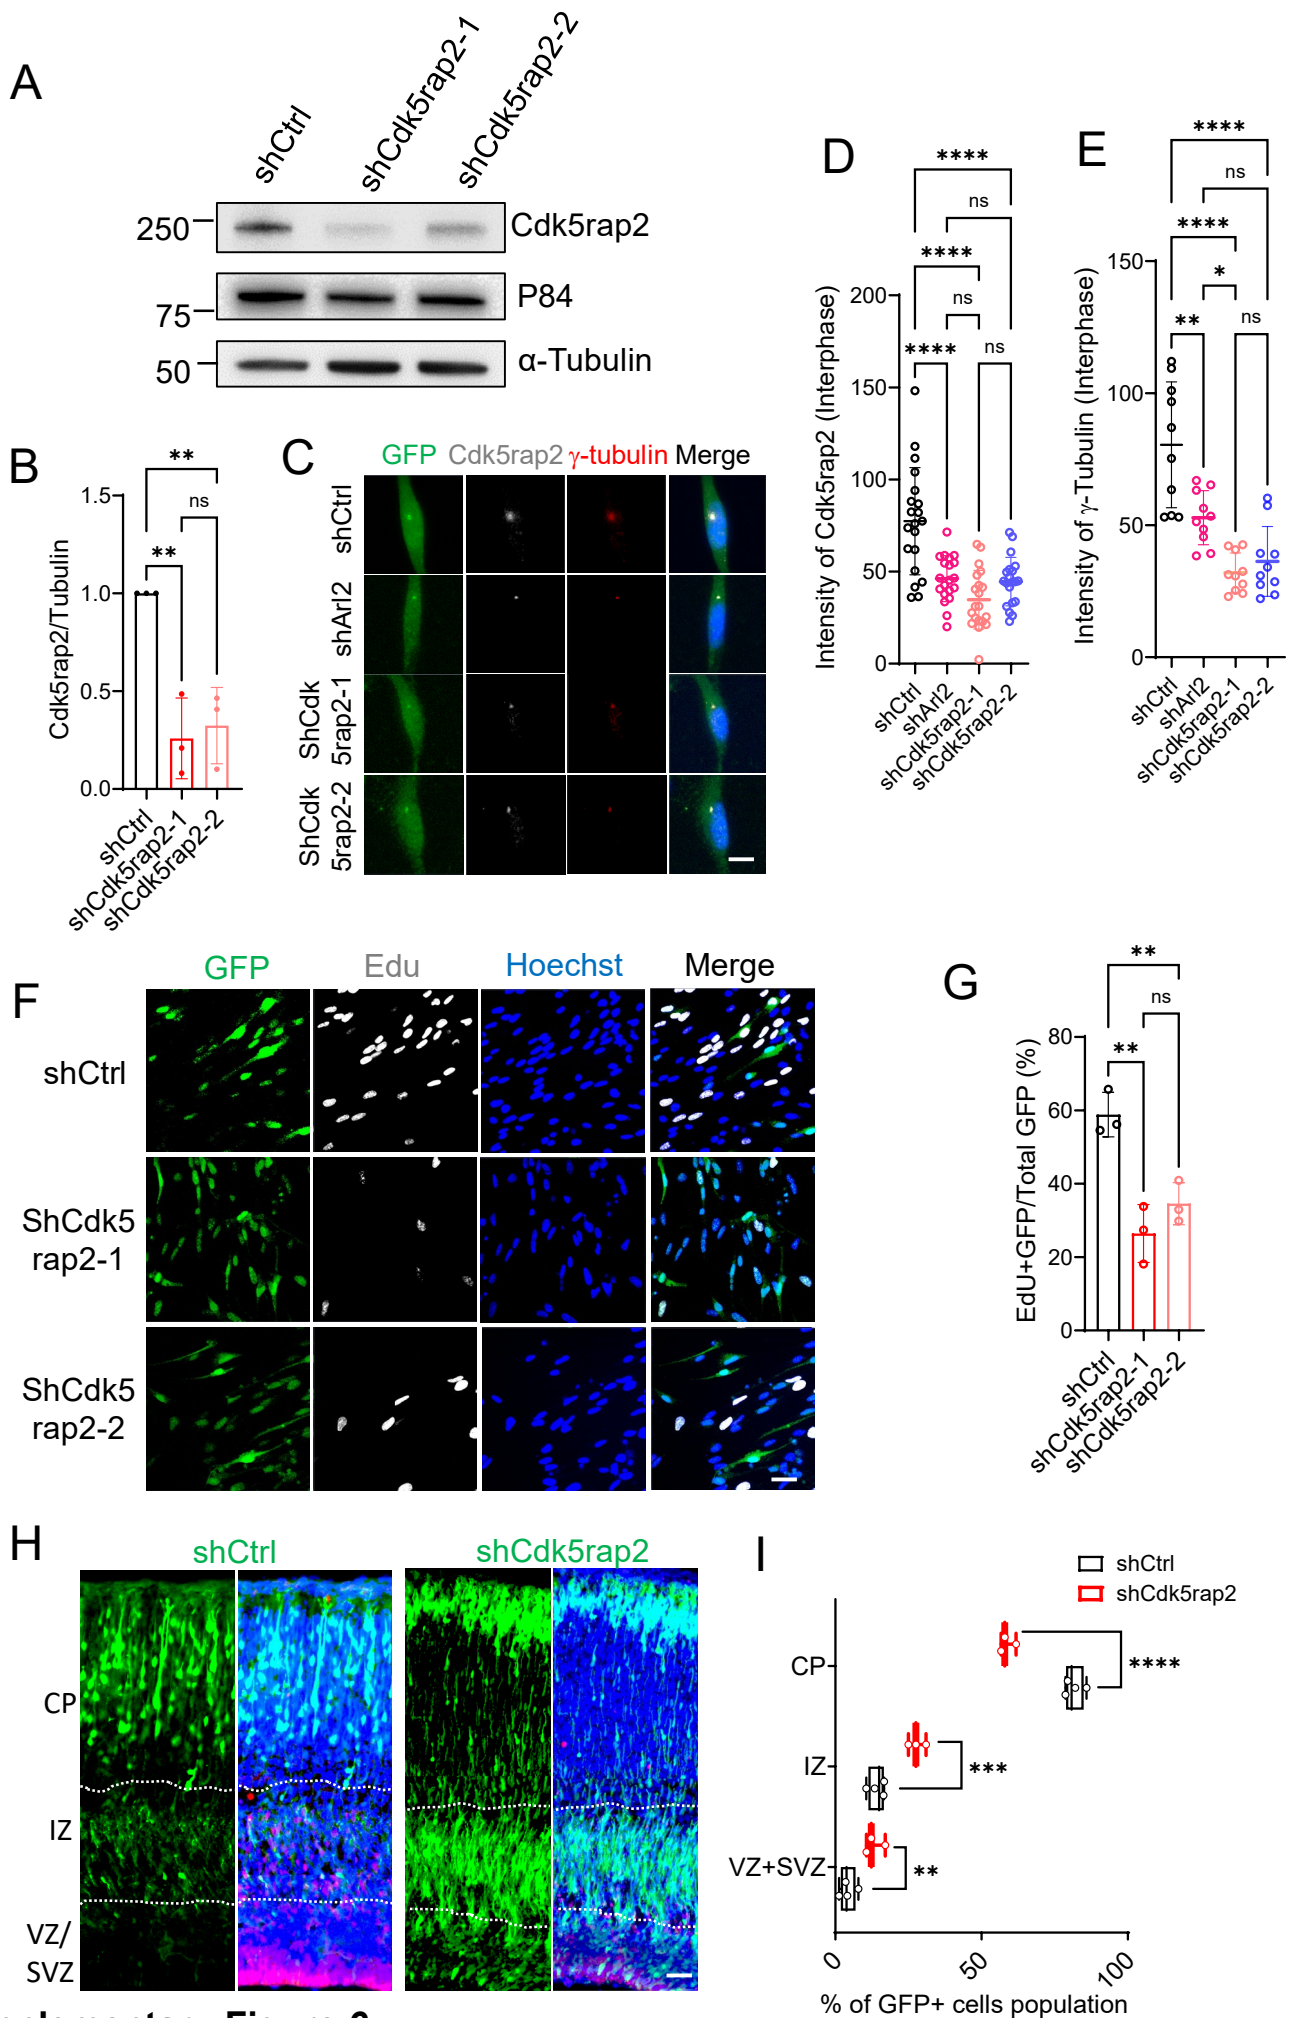 A
shCtrl
shCdk5rap2-1
shCdk5rap2-2
250
Cdk5rap2
P84
75
50
α-Tubulin
B
Cdk5rap2/Tubulin
**
ns
**
1.5
1.0
0.5
0.0
shCtrl
shCdk5rap2-1
shCdk5rap2-2
C
GFP Cdk5rap2 γ-tubulin Merge
shCtrl
shArl2
ShCdk
5rap2-1
ShCdk
5rap2-2
D
Intensity of Cdk5rap2 (Interphase)
****
ns
****
ns
****
ns
200
150
100
50
0
shCtrl
shArl2
shCdk5rap2-1
shCdk5rap2-2
E
Intensity of γ-Tubulin (Interphase)
****
ns
****
*
**
ns
150
100
50
0
shCtrl
shArl2
shCdk5rap2-1
shCdk5rap2-2
F
GFP Edu Hoechst Merge
shCtrl
ShCdk5
rap2-1
ShCdk5
rap2-2
G
EdU+GFP/Total GFP (%)
**
ns
**
80
60
40
20
0
shCtrl
shCdk5rap2-1
shCdk5rap2-2
H
shCtrl shCdk5rap2
CP
IZ
VZ/
SVZ
I
shCtrl
shCdk5rap2
CP
****
IZ
***
VZ+SVZ
**
0 50 100
% of GFP+ cells population